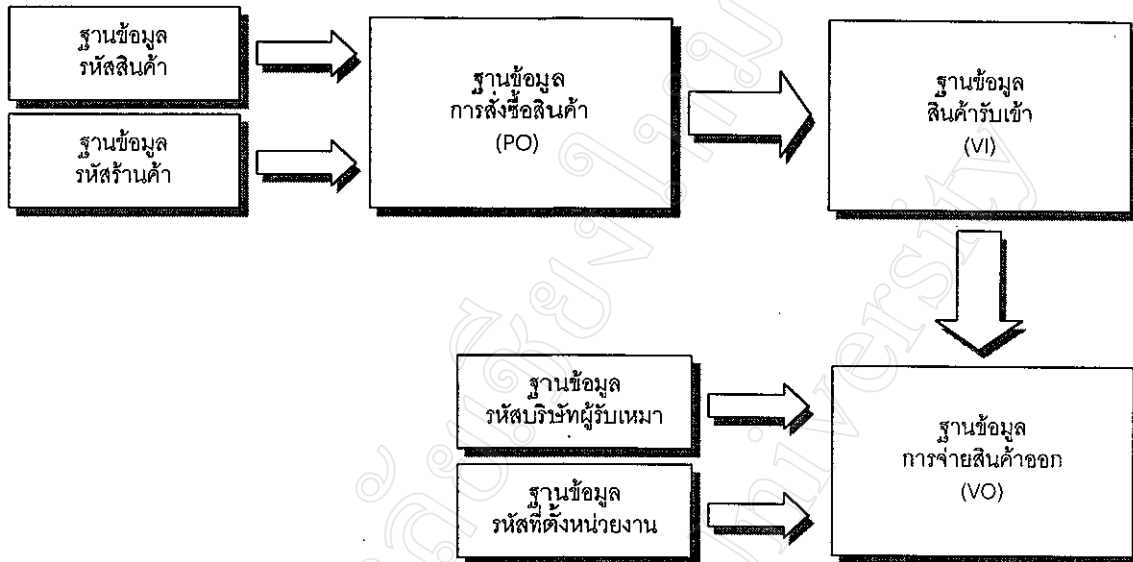 ฐานข้อมูล
รหัสสินค้า
ฐานข้อมูล
รหัสร้านค้า
ฐานข้อมูล
การสั่งซื้อสินค้า
(PO)
ฐานข้อมูล
สินค้ารับเข้า
(VI)
ฐานข้อมูล
รหัสบริษัทผู้รับเหมา
ฐานข้อมูล
รหัสที่ตั้งหน่วยงาน
ฐานข้อมูล
การจ่ายสินค้าออก
(VO)
University